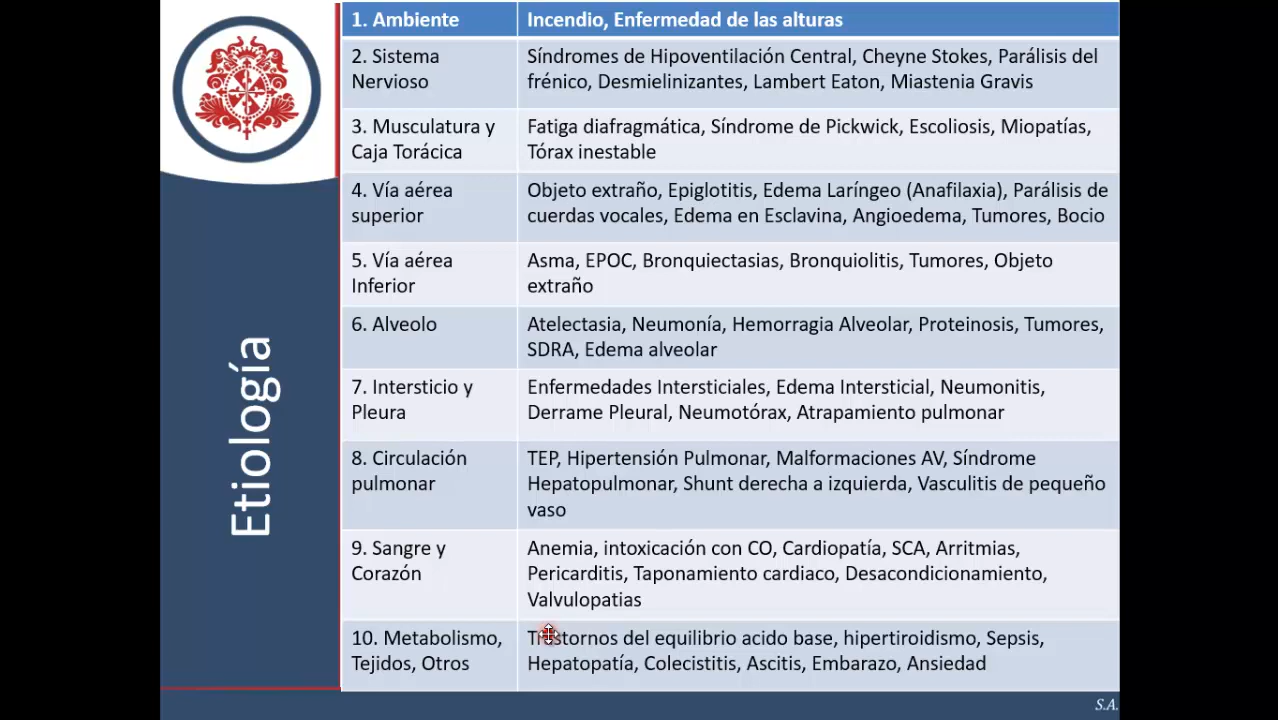 1. Ambiente
Incendio, Enfermedad de las alturas
2. Sistema
Nervioso
Síndromes de Hipoventilación Central, Cheyne Stokes, Parálisis del
frénico, Desmielinizantes, Lambert Eaton, Miastenia Gravis
3. Musculatura y
Caja Torácica
Fatiga diafragmática, Síndrome de Pickwick, Escoliosis, Miopatías,
Tórax inestable
4. Vía aérea
superior
Objeto extraño, Epiglotitis, Edema Laríngeo (Anafilaxia), Parálisis de
cuerdas vocales, Edema en Esclavina, Angioedema, Tumores, Bocio
5. Vía aérea
Inferior
Asma, EPOC, Bronquiectasias, Bronquiolitis, Tumores, Objeto
extraño
6. Alveolo
Atelectasia, Neumonía, Hemorragia Alveolar, Proteinosis, Tumores,
SDRA, Edema alveolar
7. Intersticio y
Pleura
Enfermedades Intersticiales, Edema Intersticial, Neumonitis,
Derrame Pleural, Neumotórax, Atrapamiento pulmonar
8. Circulación
pulmonar
TEP, Hipertensión Pulmonar, Malformaciones AV, Síndrome
Hepatopulmonar, Shunt derecha a izquierda, Vasculitis de pequeño
vaso
9. Sangre y
Corazón
Anemia, intoxicación con CO, Cardiopatía, SCA, Arritmias,
Pericarditis, Taponamiento cardiaco, Desacondicionamiento,
Valvulopatias
10. Metabolismo,
Tejidos, Otros
Trastornos del equilibrio acido base, hipertiroidismo, Sepsis,
Hepatopatía, Colecistitis, Ascitis, Embarazo, Ansiedad
Etiología
S.A.